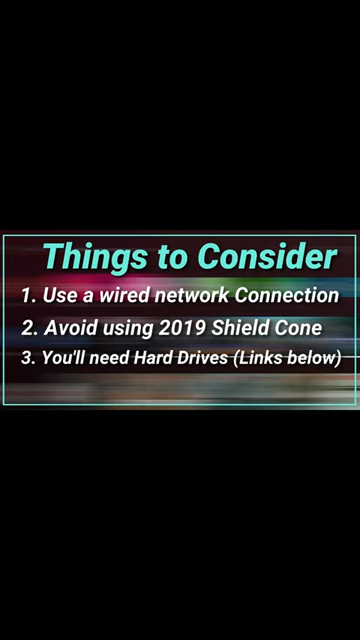 Things to Consider
1. Use a wired network Connection
2. Avoid using 2019 Shield Cone
3. You'll need Hard Drives (Links below)